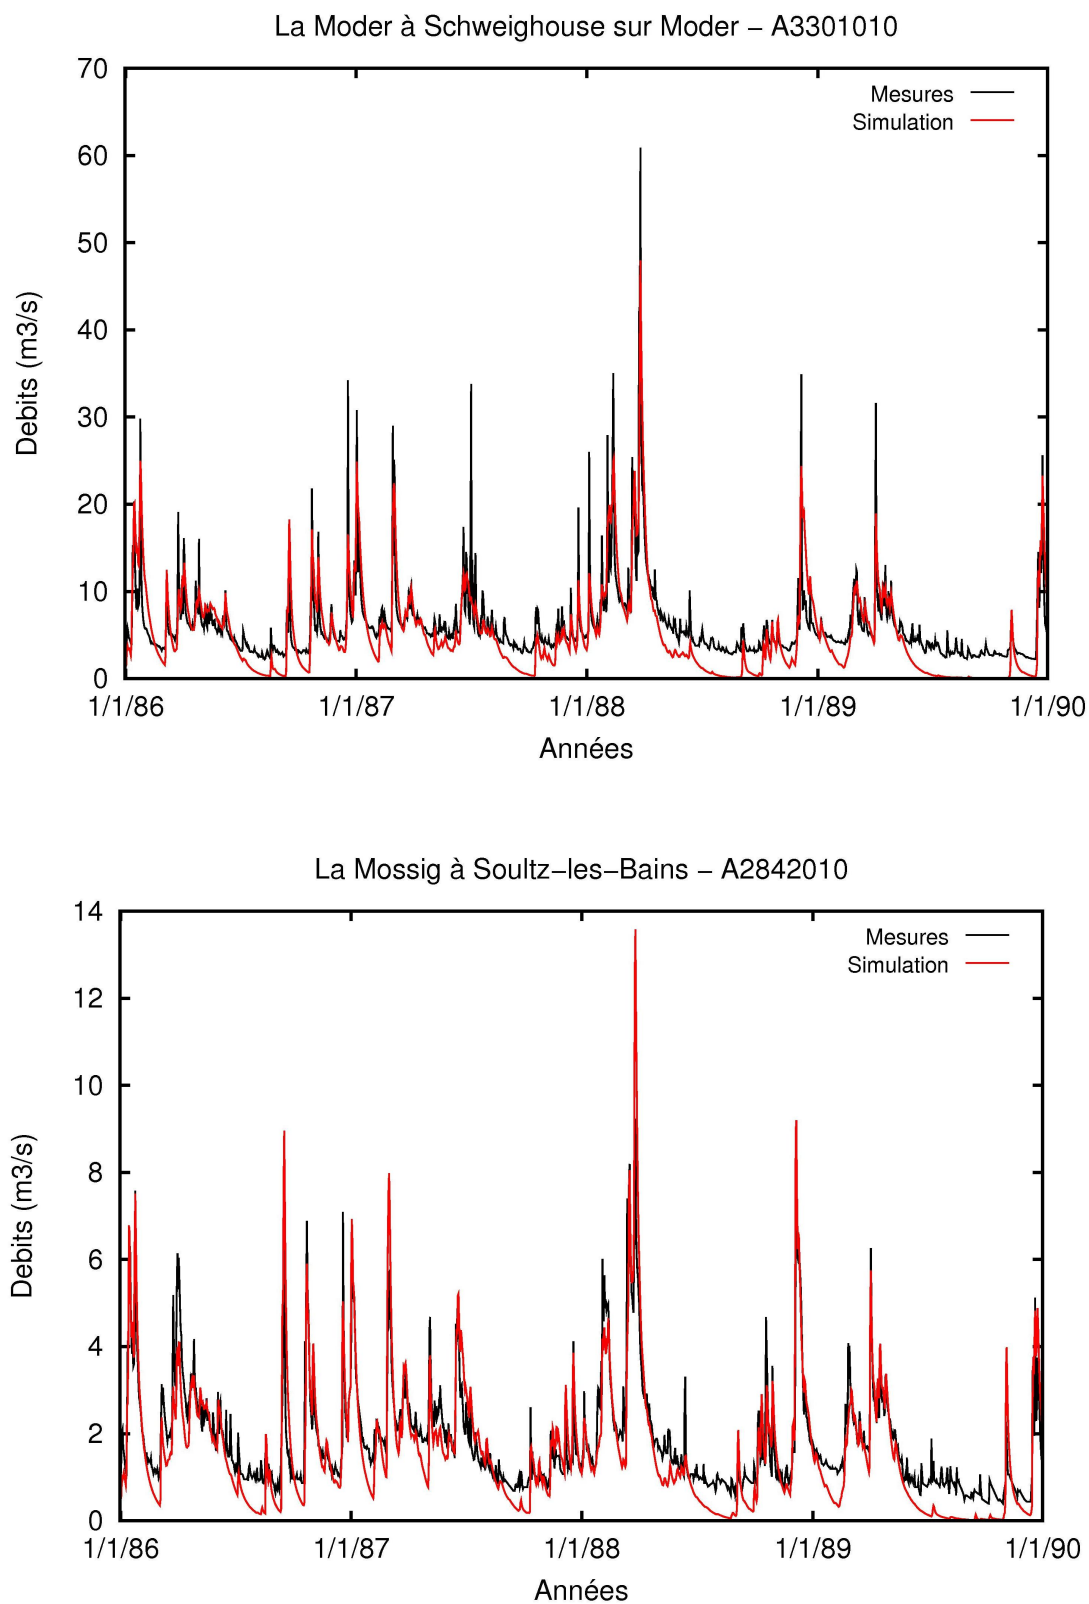 La Moder à Schweighouse sur Moder – A3301010
70
60
50
40
30
20
10
0
Debits (m3/s)
Mesures
Simulation
1/1/86 1/1/87 1/1/88 1/1/89 1/1/90
Années
La Mossig à Soultz–les–Bains – A2842010
14
12
10
8
6
4
2
0
Debits (m3/s)
Mesures
Simulation
1/1/86 1/1/87 1/1/88 1/1/89 1/1/90
Années